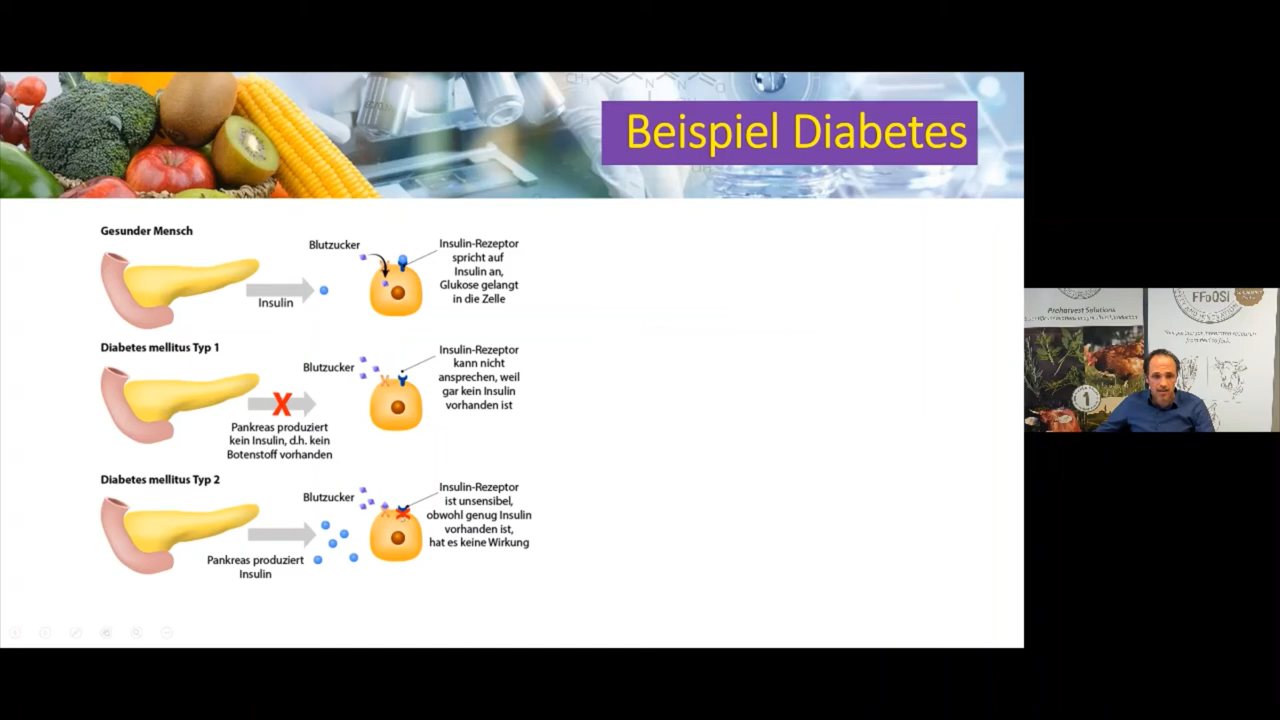 Beispiel Diabetes
Gesunder Mensch
Blutzucker
Insulin
Insulin-Rezeptor
spricht auf
Insulin an,
Glukose gelangt
in die Zelle
Diabetes mellitus Typ 1
Blutzucker
X
Pankreas produziert
kein Insulin, d.h. kein
Botenstoff vorhanden
Insulin-Rezeptor
kann nicht
ansprechen, weil
gar kein Insulin
vorhanden ist
Diabetes mellitus Typ 2
Blutzucker
Pankreas produziert
Insulin
Insulin-Rezeptor
ist unsensibel,
obwohl genug Insulin
vorhanden ist,
hat es keine Wirkung
Preharvest Solutions
FFoQSI
1